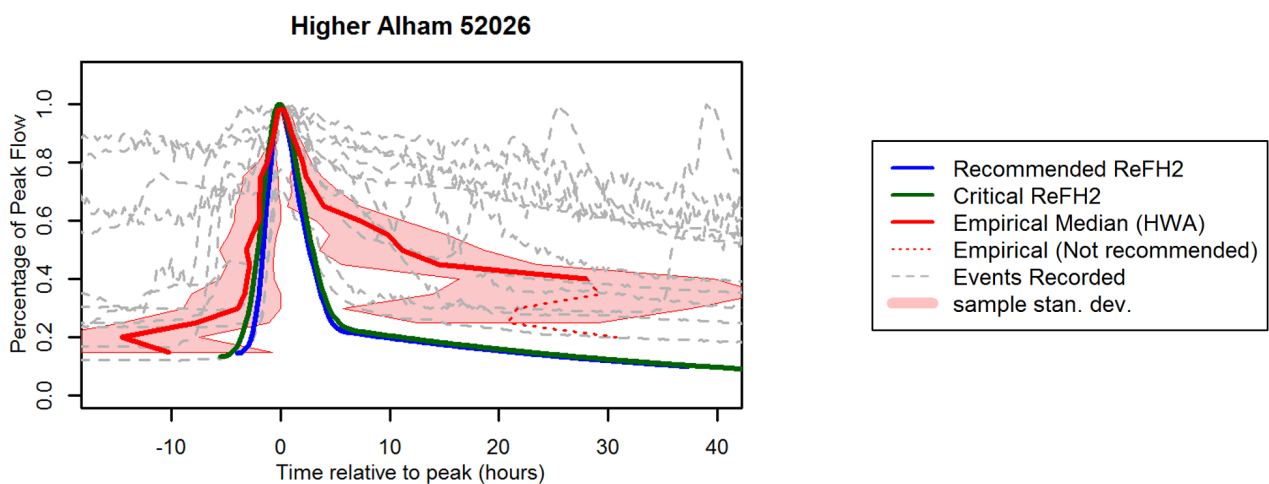 Higher Alham 52026
Percentage of Peak Flow
1.0
0.8
0.6
0.4
0.2
0.0
-10 0 10 20 30 40
Time relative to peak (hours)
Recommended ReFH2
Critical ReFH2
Empirical Median (HWA)
Empirical (Not recommended)
Events Recorded
sample stan. dev.